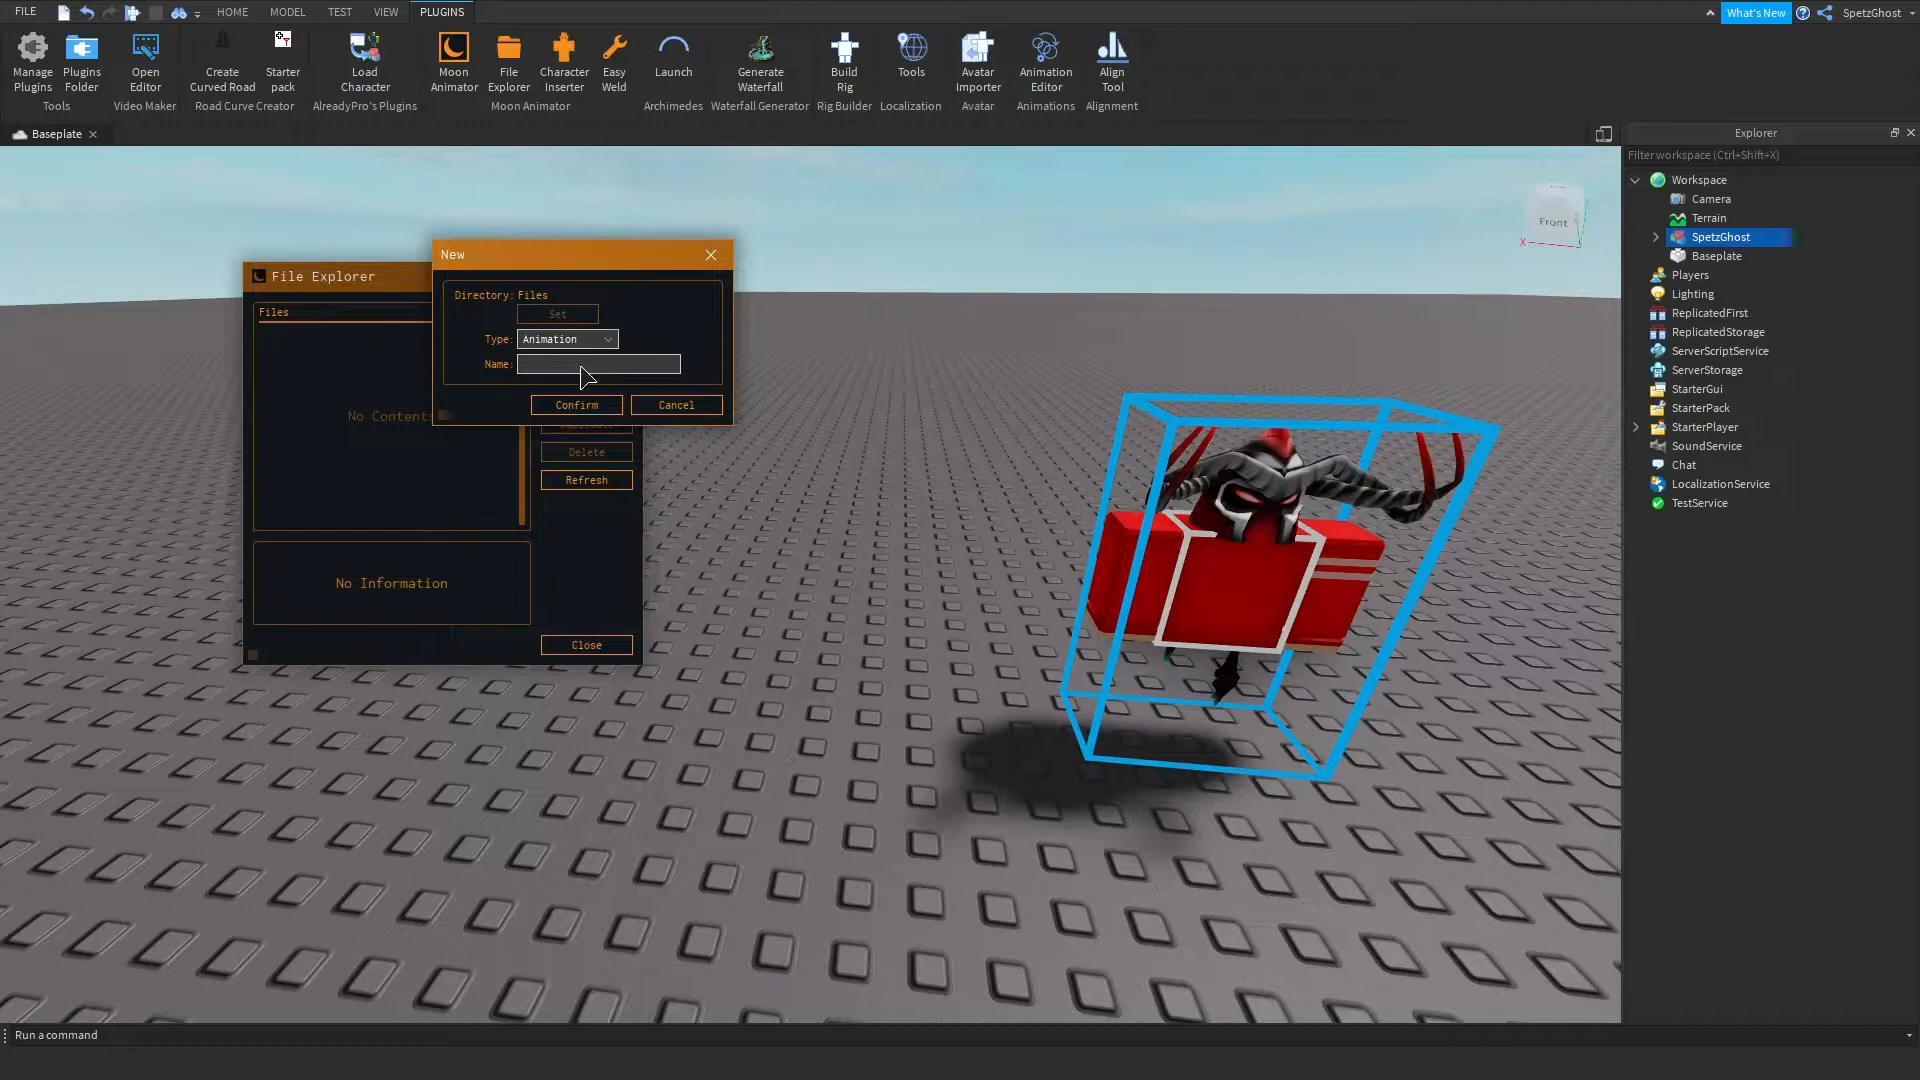 FILE
HOME
MODEL
TEST
VIEW
PLUGINS
What's New
SpetzGhost
Manage Plugins
Plugins Folder
Open Editor
Create Curved Road
Starter pack
Load Character
Moon Animator
File Explorer
Character Inserter
Easy Weld
Launch
Generate Waterfall
Build Rig
Tools
Avatar Importer
Animation Editor
Align Tool
Tools
Video Maker
Road Curve Creator
AlreadyPro's Plugins
Moon Animator
Archimedes
Waterfall Generator
Rig Builder
Localization
Avatar
Animations
Alignment
Baseplate
Explorer
Filter workspace (Ctrl+Shift+X)
Workspace
Camera
Terrain
SpetzGhost
Baseplate
Players
Lighting
ReplicatedFirst
ReplicatedStorage
ServerScriptService
ServerStorage
StarterGui
StarterPack
StarterPlayer
SoundService
Chat
LocalizationService
TestService
Front
X
Z
New
Directory: Files
Set
Type: Animation
Name:
Confirm
Cancel
File Explorer
Files
No Contents
Delete
Refresh
No Information
Close
Run a command